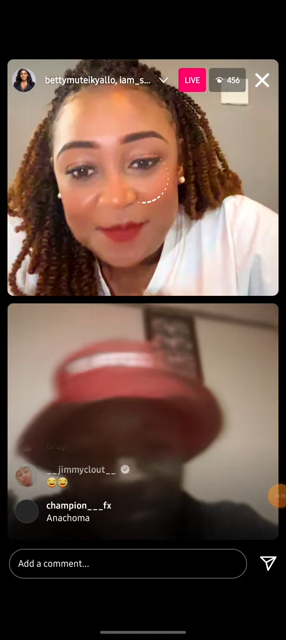 bettymuteikyallo, iam_s...
LIVE
456
__jimmyclout__
😂😂
champion___fx
Anachoma
Add a comment...